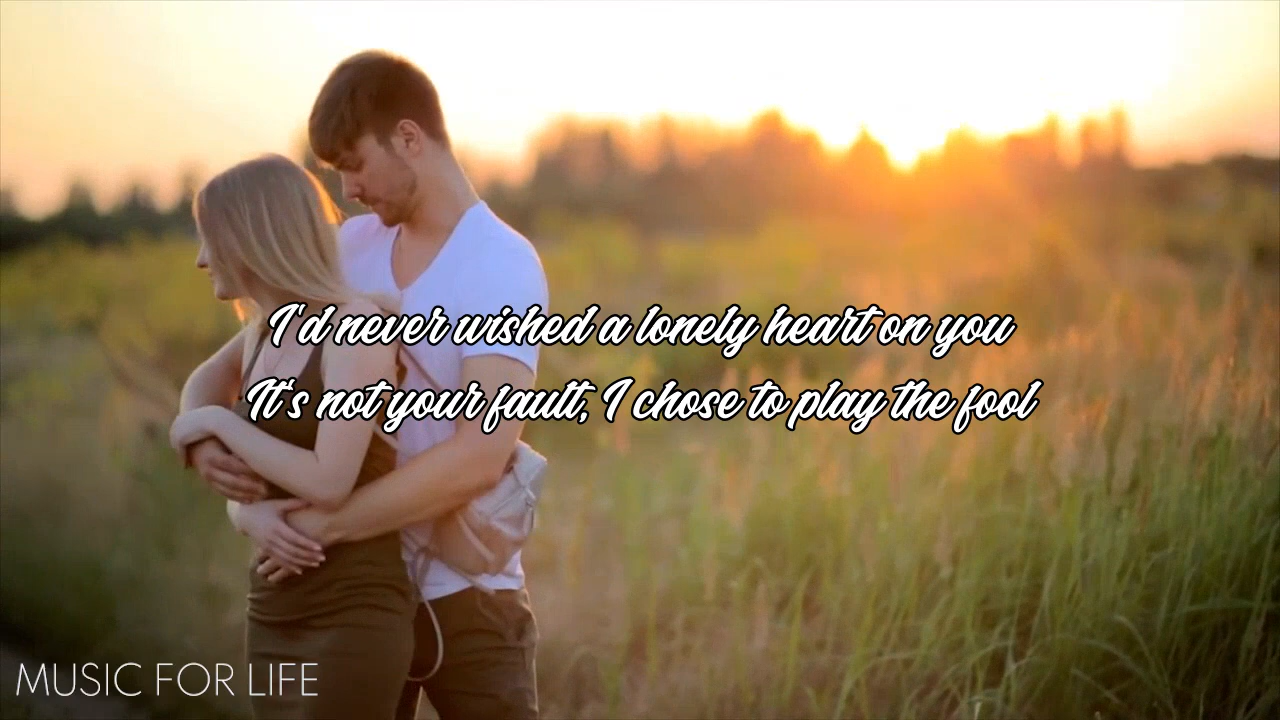 I'd never wished a lonely heart on you
It's not your fault, I chose to play the fool
MUSIC FOR LIFE